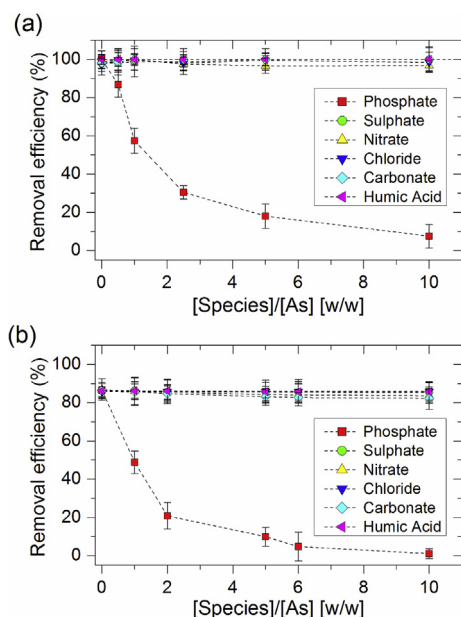 (a)
Removal efficiency (%)
100
80
60
40
20
0
Phosphate
Sulphate
Nitrate
Chloride
Carbonate
Humic Acid
0 2 4 6 8 10
[Species]/[As] [w/w]
(b)
Removal efficiency (%)
100
80
60
40
20
0
Phosphate
Sulphate
Nitrate
Chloride
Carbonate
Humic Acid
0 2 4 6 8 10
[Species]/[As] [w/w]